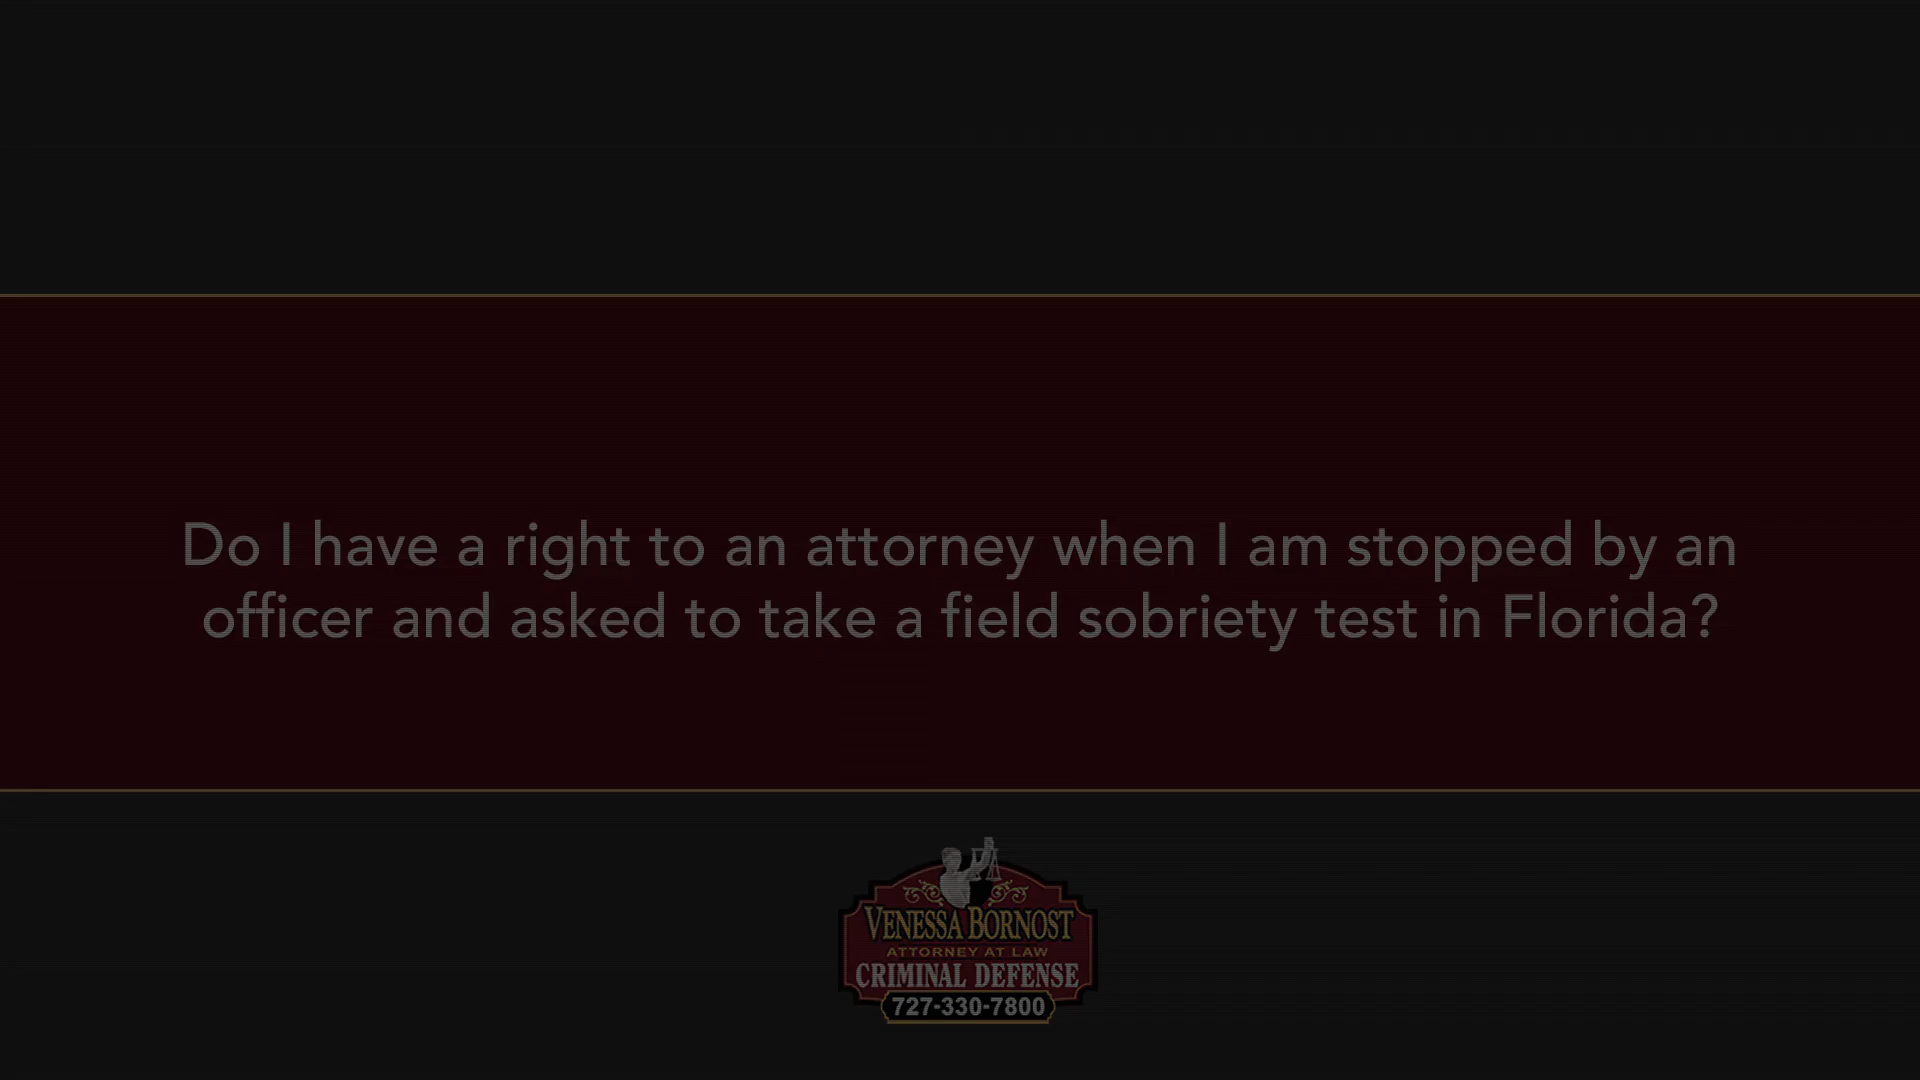 Do I have a right to an attorney when I am stopped by an
officer and asked to take a field sobriety test in Florida?
VENESSA BORNOST
ATTORNEY AT LAW
CRIMINAL DEFENSE
727-330-7800